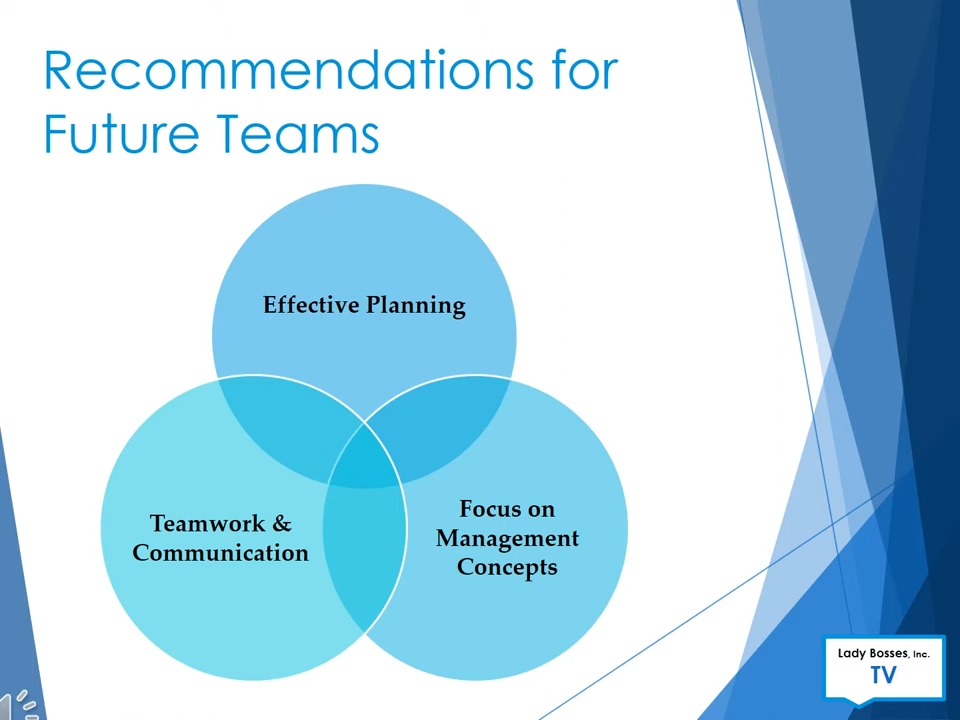 Recommendations for
Future Teams
Effective Planning
Teamwork &
Communication
Focus on
Management
Concepts
Lady Bosses, Inc.
TV